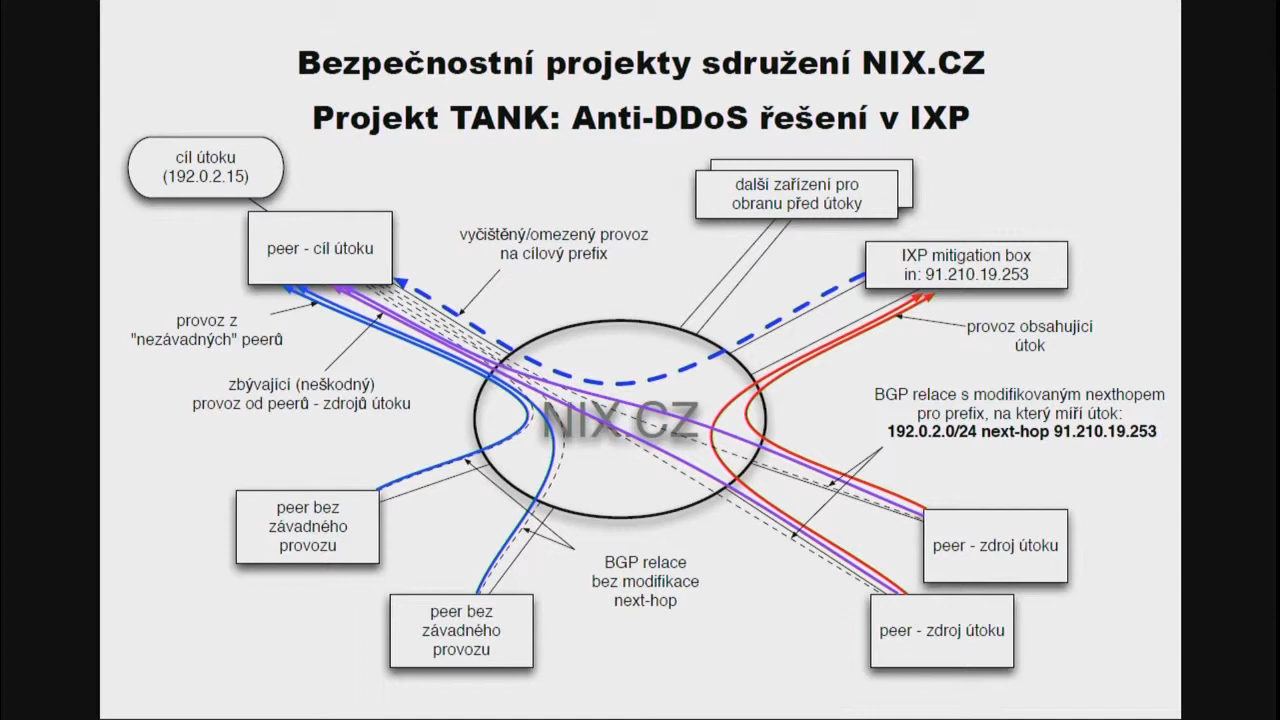 Bezpečnostní projekty sdružení NIX.CZ
Projekt TANK: Anti-DDoS řešení v IXP
cíl útoku
(192.0.2.15)
další zařízení pro
obranu před útoky
peer - cíl útoku
vyčištěný/omezený provoz
na cílový prefix
IXP mitigation box
in: 91.210.19.253
provoz z
"nezávadných" peerů
provoz obsahující
útok
zbývající (neškodný)
provoz od peerů - zdrojů útoku
BGP relace s modifikovaným nexthopem
pro prefix, na který míří útok:
192.0.2.0/24 next-hop 91.210.19.253
NIX.CZ
peer bez
závadného
provozu
peer - zdroj útoku
BGP relace
bez modifikace
next-hop
peer bez
závadného
provozu
peer - zdroj útoku